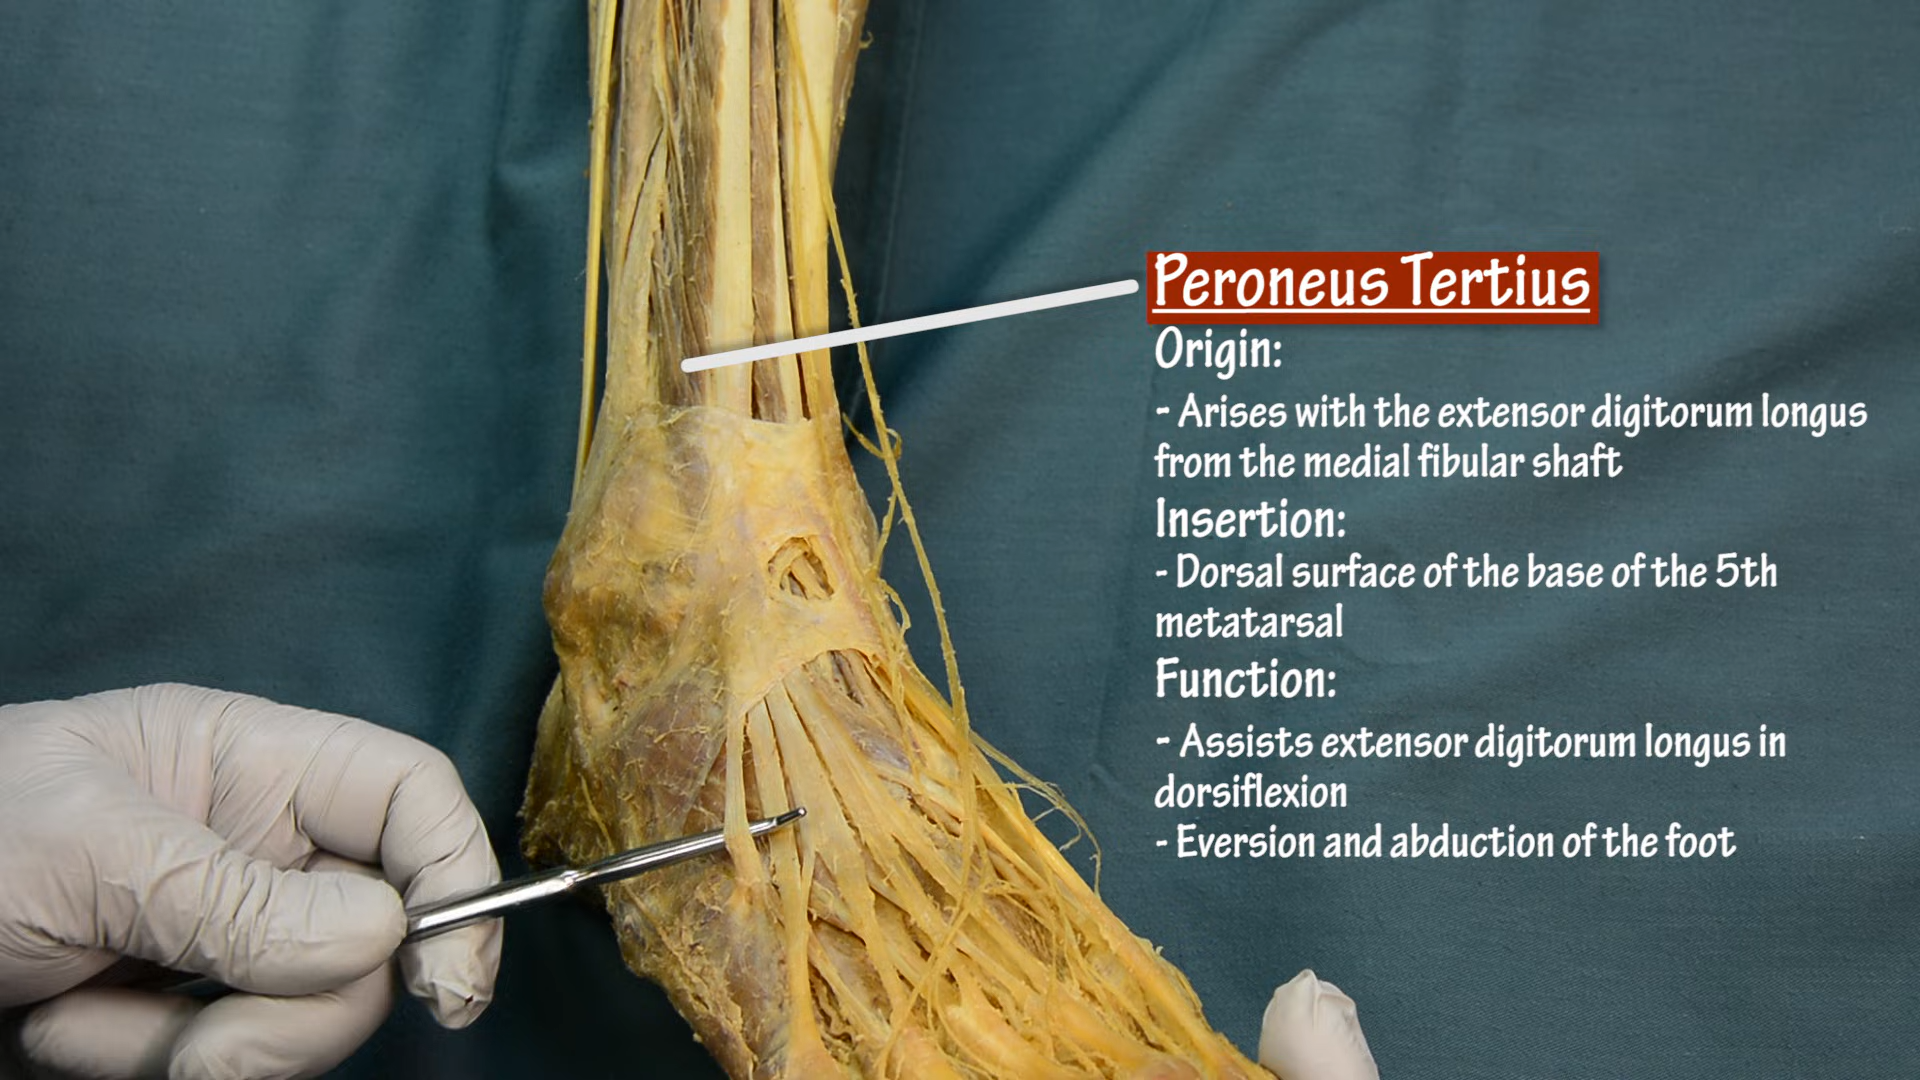 Peroneus Tertius
Origin:
- Arises with the extensor digitorum longus
from the medial fibular shaft
Insertion:
- Dorsal surface of the base of the 5th
metatarsal
Function:
- Assists extensor digitorum longus in
dorsiflexion
- Eversion and abduction of the foot